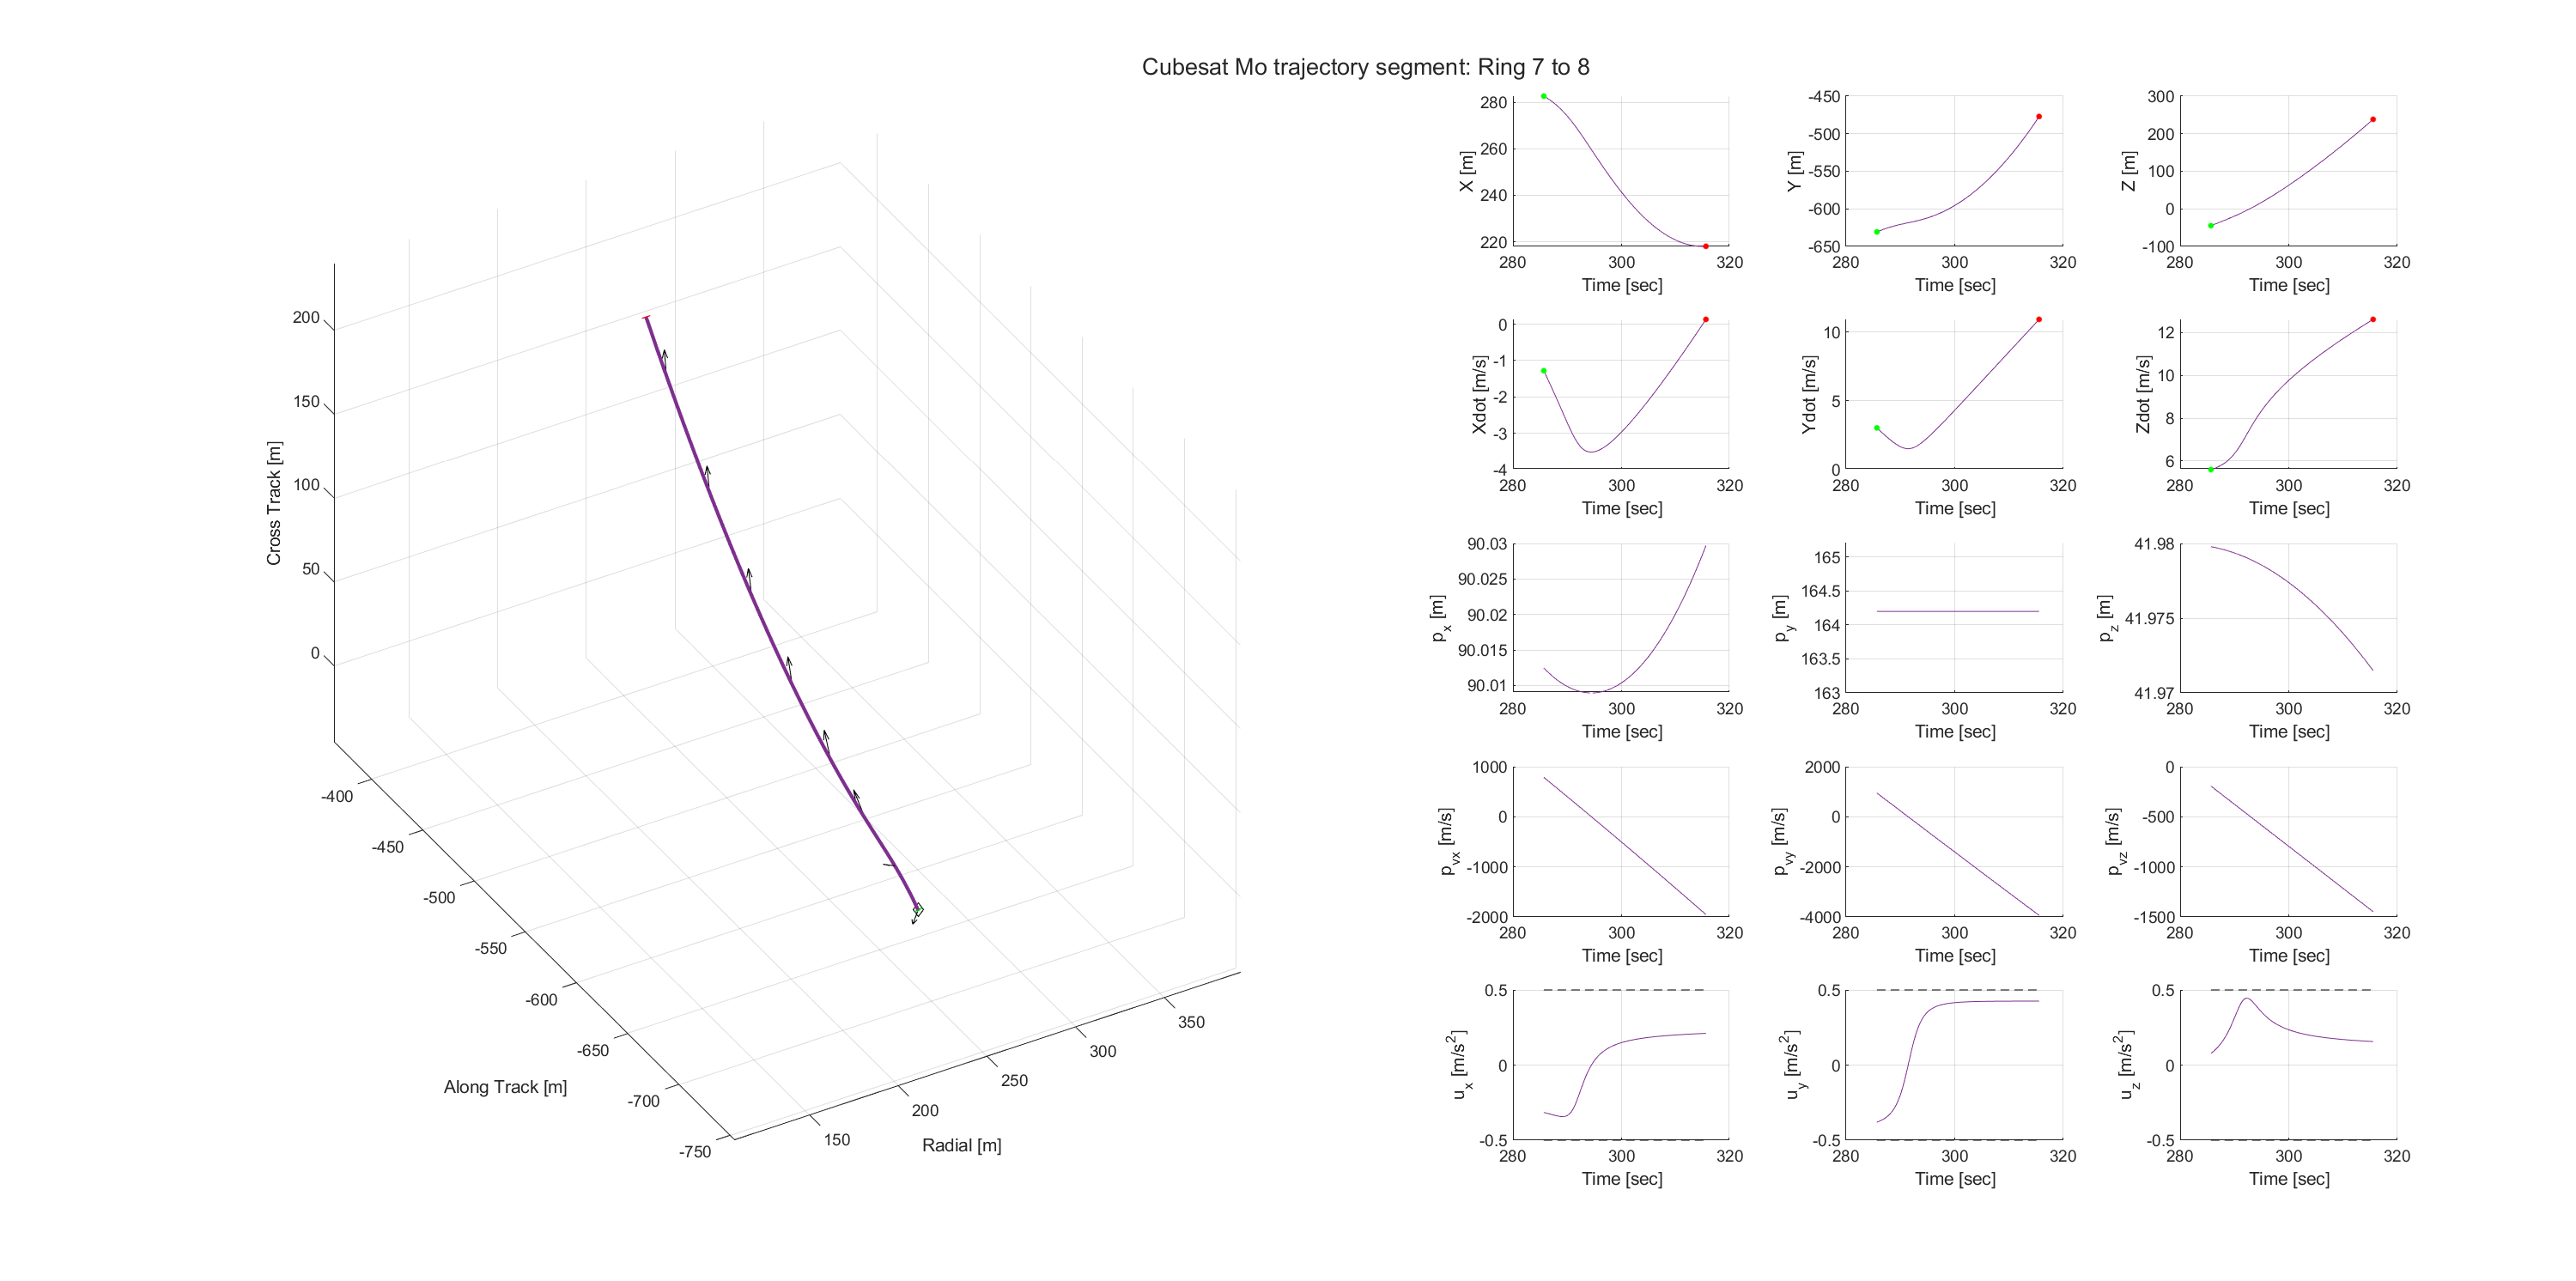 Cubesat Mo trajectory segment: Ring 7 to 8
Cross Track [m]
200
150
100
50
0
Along Track [m]
-400
-450
-500
-550
-600
-650
-700
-750
Radial [m]
150
200
250
300
350
X [m]
280
260
240
220
280 300 320
Time [sec]
Y [m]
-450
-500
-550
-600
-650
280 300 320
Time [sec]
Z [m]
300
200
100
0
-100
280 300 320
Time [sec]
Xdot [m/s]
0
-1
-2
-3
-4
280 300 320
Time [sec]
Ydot [m/s]
10
5
0
280 300 320
Time [sec]
Zdot [m/s]
12
10
8
6
280 300 320
Time [sec]
p_x [m]
90.03
90.025
90.02
90.015
90.01
280 300 320
Time [sec]
p_y [m]
165
164.5
164
163.5
163
280 300 320
Time [sec]
p_z [m]
41.98
41.975
41.97
280 300 320
Time [sec]
p_vx [m/s]
1000
0
-1000
-2000
280 300 320
Time [sec]
p_vy [m/s]
2000
0
-2000
-4000
280 300 320
Time [sec]
p_vz [m/s]
0
-500
-1000
-1500
280 300 320
Time [sec]
u_x [m/s²]
0.5
0
-0.5
280 300 320
Time [sec]
u_y [m/s²]
0.5
0
-0.5
280 300 320
Time [sec]
u_z [m/s²]
0.5
0
-0.5
280 300 320
Time [sec]